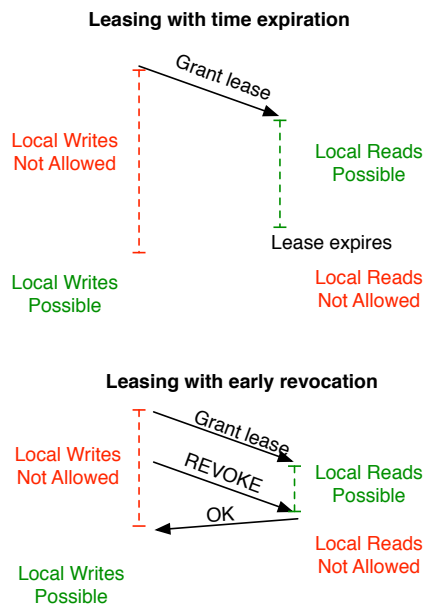 Leasing with time expiration
Grant lease
Local Writes
Not Allowed
Local Reads
Possible
Lease expires
Local Writes
Possible
Local Reads
Not Allowed
Leasing with early revocation
Grant lease
Local Writes
Not Allowed
REVOKE
Local Reads
Possible
OK
Local Reads
Not Allowed
Local Writes
Possible